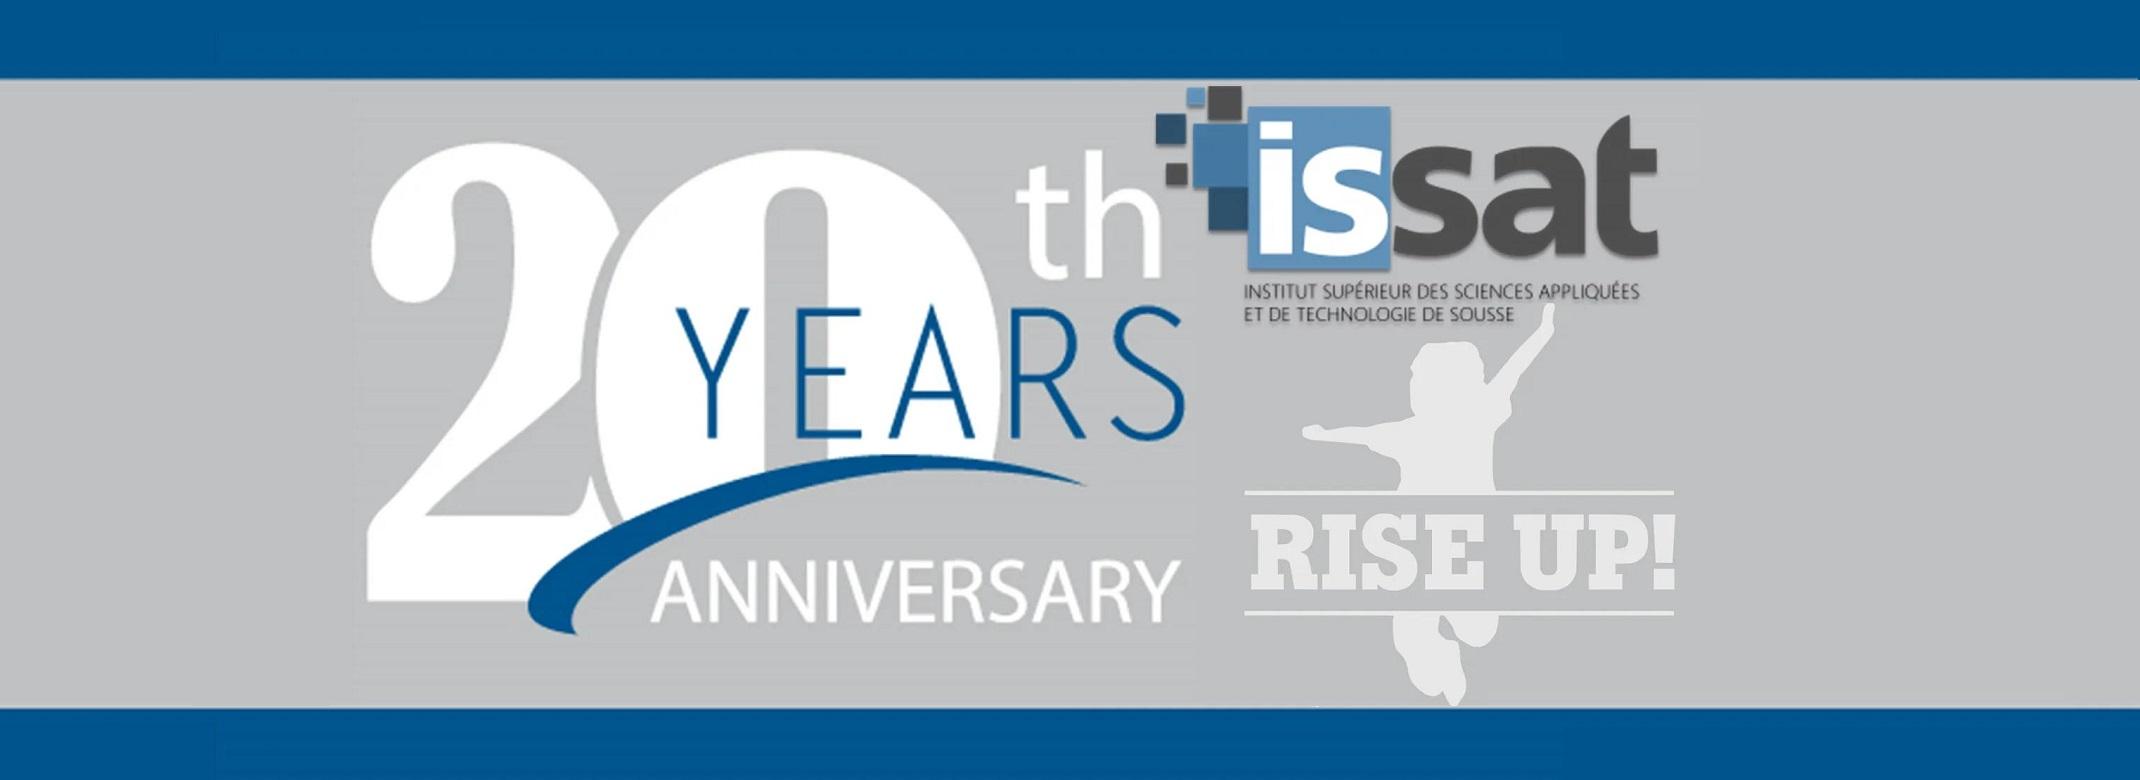 20th
YEARS
ANNIVERSARY
issat
INSTITUT SUPÉRIEUR DES SCIENCES APPLIQUÉES
ET DE TECHNOLOGIE DE SOUSSE
RISE UP!